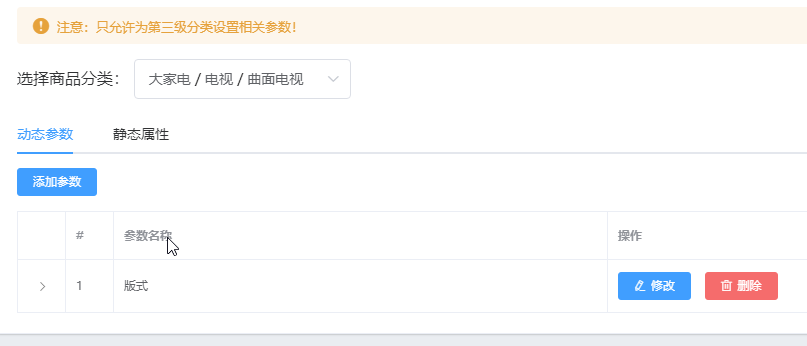 注意：只允许为第三级分类设置相关参数！
选择商品分类： 大家电 / 电视 / 曲面电视
动态参数 静态属性
添加参数
# 参数名称 操作
1 版式 修改 删除